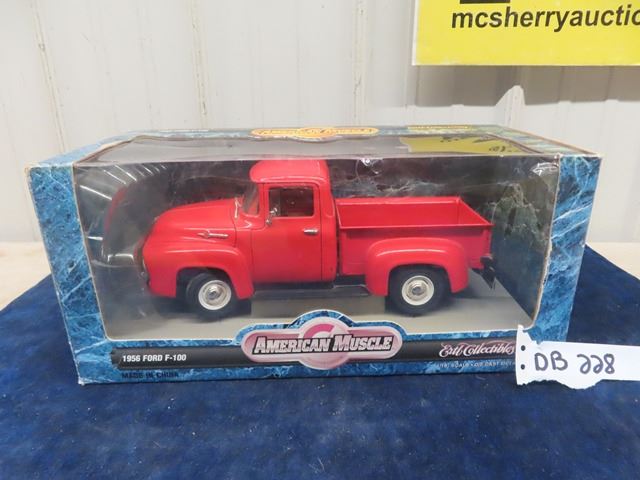 mcsherryauctio
AMERICAN MUSCLE
1956 FORD F-100
MADE IN CHINA
Ertl Collectibles
DB 228